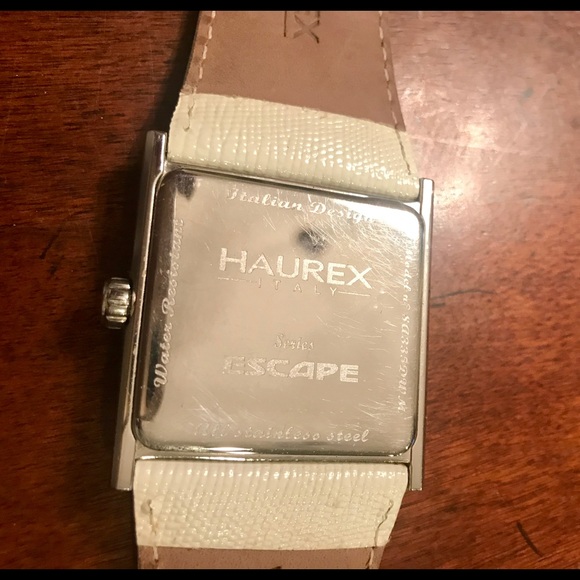 Italian Design
HAUREX
ITALY
Series
ESCAPE
stainless steel
Water Resistant